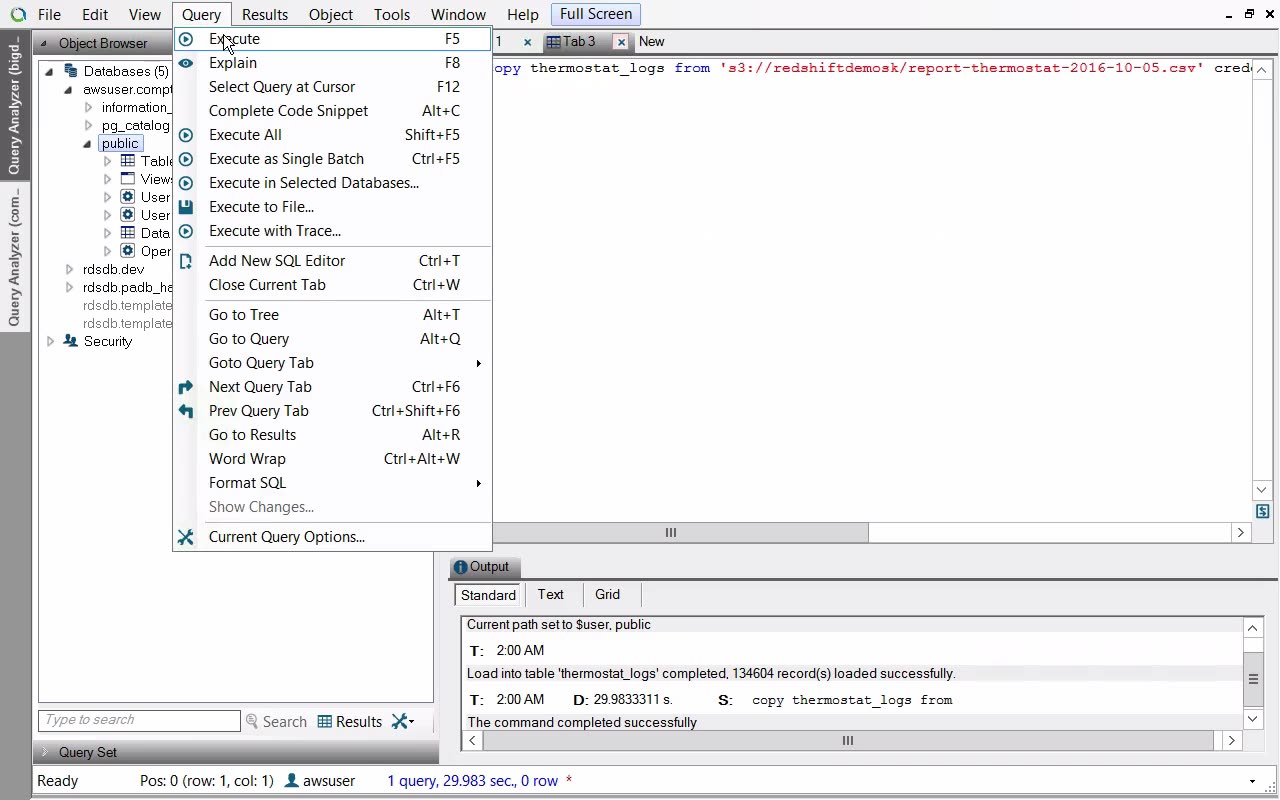 File Edit View Query Results Object Tools Window Help Full Screen
Query Analyzer (bigd...
Query Analyzer (com...
Object Browser
Databases (5)
awsuser.compt
information_
pg_catalog
public
Table
Views
User
User
Data
Oper
rdsdb.dev
rdsdb.padb_ha
rdsdb.template
rdsdb.template
Security
Execute F5
Explain F8
Select Query at Cursor F12
Complete Code Snippet Alt+C
Execute All Shift+F5
Execute as Single Batch Ctrl+F5
Execute in Selected Databases...
Execute to File...
Execute with Trace...
Add New SQL Editor Ctrl+T
Close Current Tab Ctrl+W
Go to Tree Alt+T
Go to Query Alt+Q
Goto Query Tab
Next Query Tab Ctrl+F6
Prev Query Tab Ctrl+Shift+F6
Go to Results Alt+R
Word Wrap Ctrl+Alt+W
Format SQL
Show Changes...
Current Query Options...
1 Tab 3 New
opy thermostat_logs from 's3://redshiftdemosk/report-thermostat-2016-10-05.csv' crede
Output
Standard Text Grid
Current path set to $user, public
T: 2:00 AM
Load into table 'thermostat_logs' completed, 134604 record(s) loaded successfully.
T: 2:00 AM D: 29.9833311 s. S: copy thermostat_logs from
The command completed successfully
Type to search Search Results
Query Set
Ready Pos: 0 (row: 1, col: 1) awsuser 1 query, 29.983 sec., 0 row *